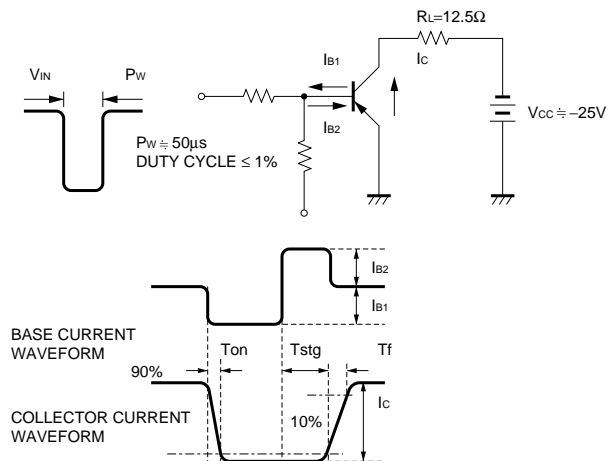 RL=12.5Ω
IB1
IC
VIN
PW
IB2
VCC ≒ –25V
PW ≒ 50μs
DUTY CYCLE ≤ 1%
IB2
IB1
BASE CURRENT
WAVEFORM
Ton
Tstg
Tf
90%
IC
10%
COLLECTOR CURRENT
WAVEFORM